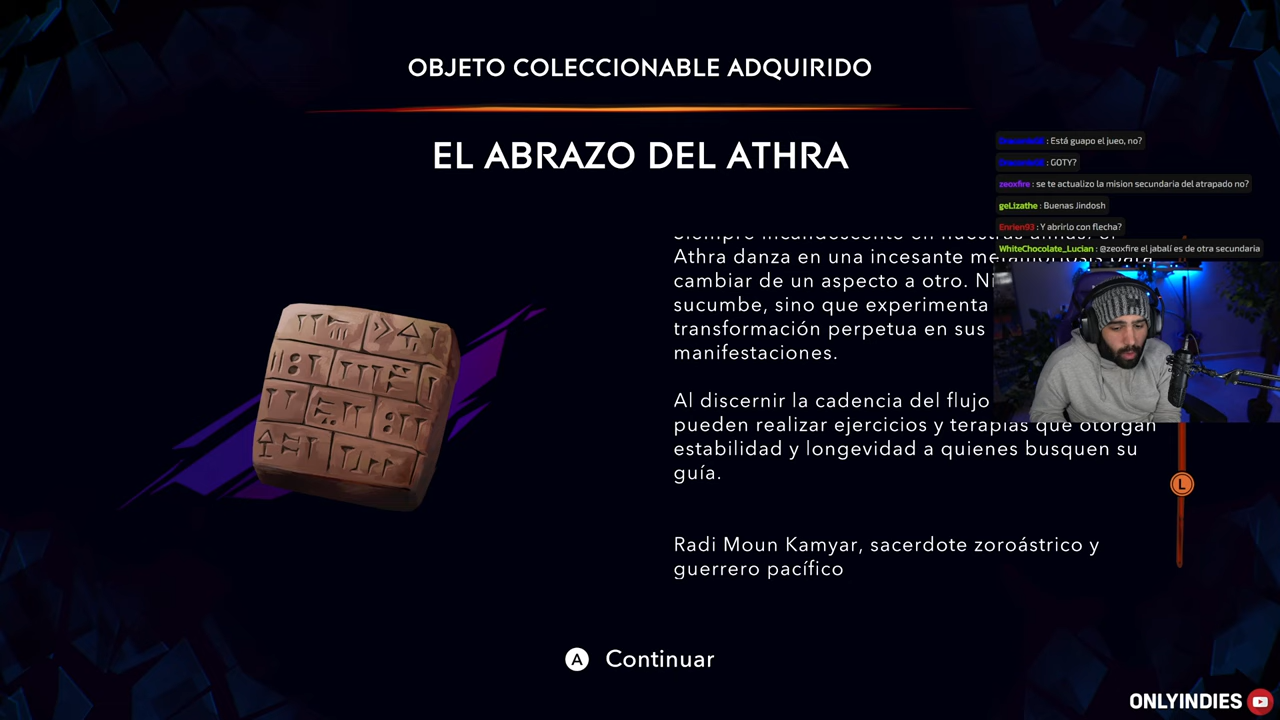 OBJETO COLECCIONABLE ADQUIRIDO
EL ABRAZO DEL ATHRA
Athra danza en una incesante metamorfosis para
cambiar de un aspecto a otro.
sucumbe, sino que experimenta
transformación perpetua en sus
manifestaciones.
Al discernir la cadencia del flujo
pueden realizar ejercicios y terapias que otorgan
estabilidad y longevidad a quienes busquen su
guía.
Radi Moun Kamyar, sacerdote zoroástrico y
guerrero pacífico
L
A Continuar
: Está guapo el jueo, no?
: GOTY?
zeoxfire : se te actualizo la mision secundaria del atrapado no?
geLizathe : Buenas Jindosh
Enrien93 : Y abrirlo con flecha?
WhiteChocolate_Lucian : @zeoxfire el jabalí es de otra secundaria
ONLYINDIES